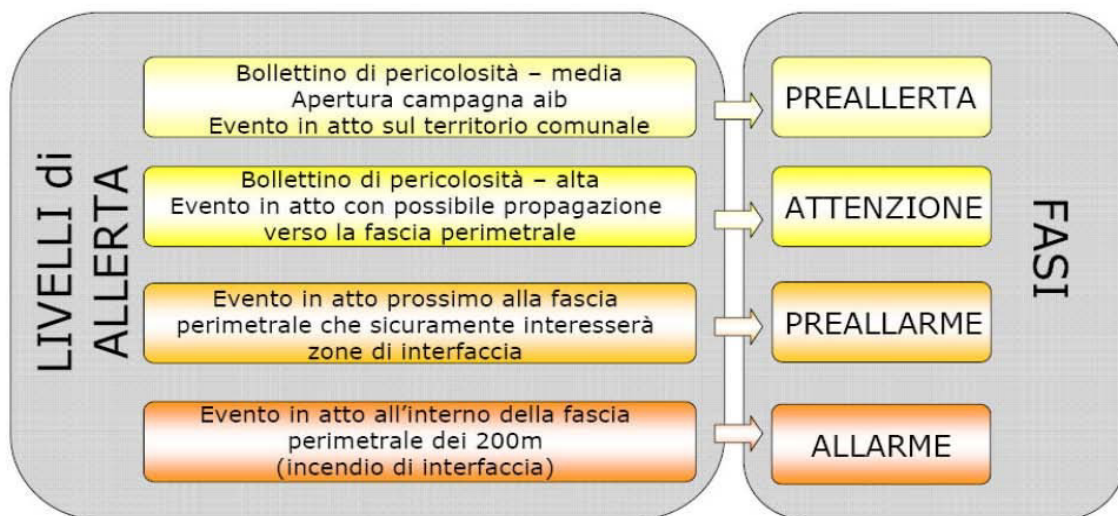 LIVELLI di
ALLERTA
Bollettino di pericolosità – media
Apertura campagna aib
Evento in atto sul territorio comunale
PREALLERTA
Bollettino di pericolosità – alta
Evento in atto con possibile propagazione
verso la fascia perimetrale
ATTENZIONE
Evento in atto prossimo alla fascia
perimetrale che sicuramente interesserà
zone di interfaccia
PREALLARME
Evento in atto all’interno della fascia
perimetrale dei 200m
(incendio di interfaccia)
ALLARME
FASI